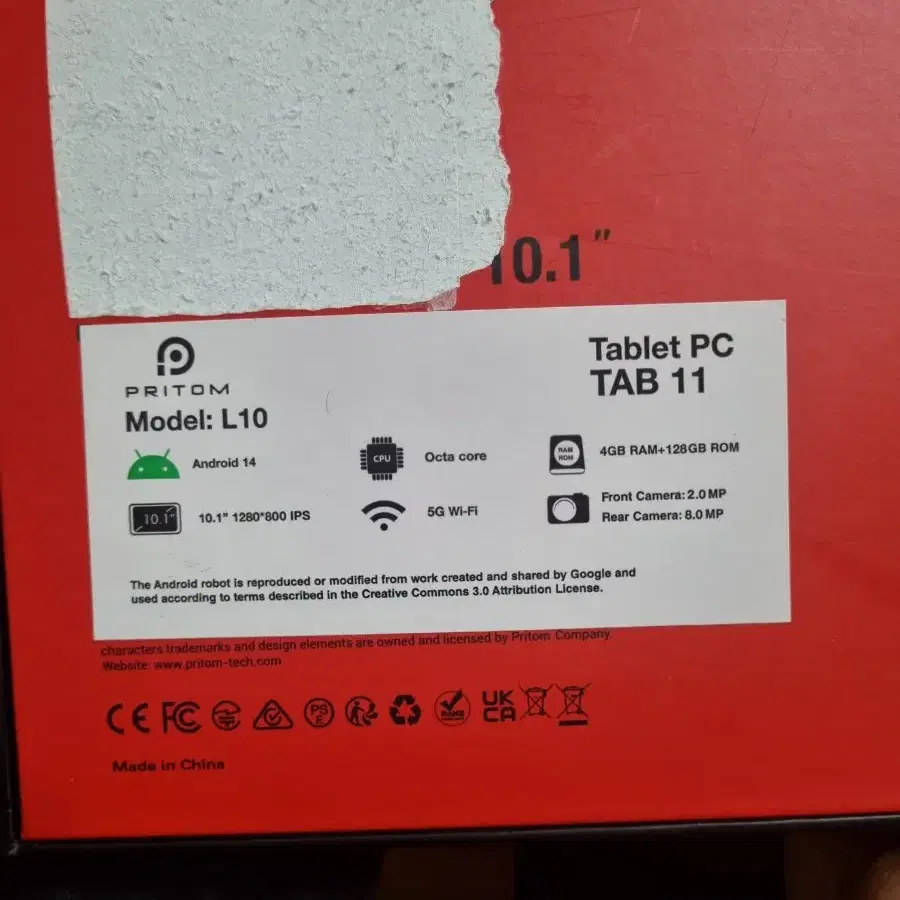 10.1"
PRITOM
Model: L10
Tablet PC
TAB 11
Android 14
CPU
Octa core
RAM
ROM
4GB RAM+128GB ROM
10.1"
10.1" 1280*800 IPS
5G Wi-Fi
Front Camera: 2.0 MP
Rear Camera: 8.0 MP
The Android robot is reproduced or modified from work created and shared by Google and
used according to terms described in the Creative Commons 3.0 Attribution License.
characters trademarks and design elements are owned and licensed by Pritom Company.
Website: www.pritom-tech.com
CE FC PS E RoHS UK CA
Made in China